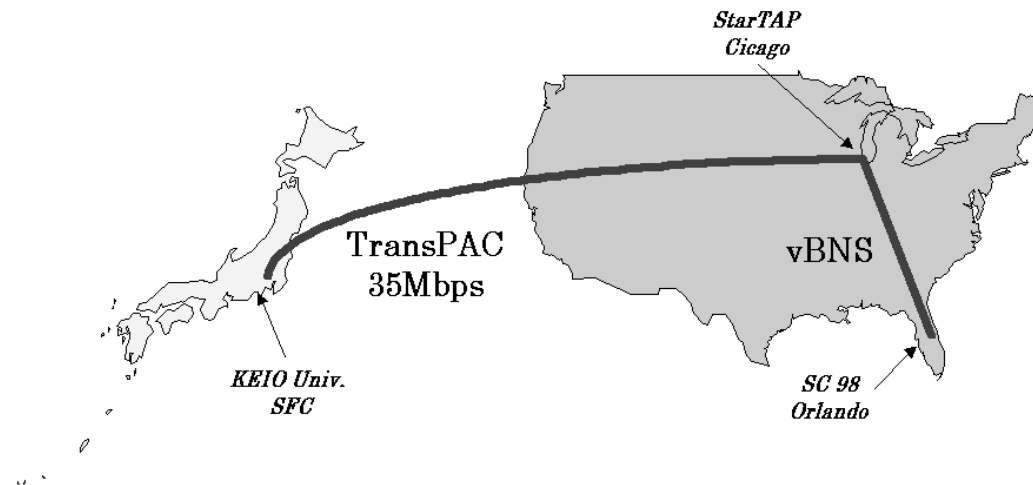 StarTAP
Cicago
TransPAC
35Mbps
vBNS
KEIO Univ.
SFC
SC 98
Orlando